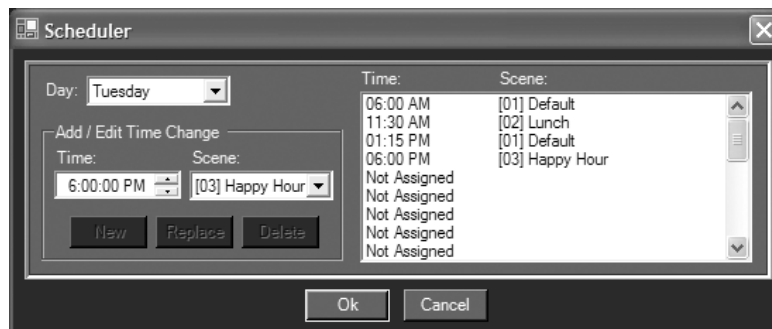 Scheduler
Day: Tuesday
Add / Edit Time Change
Time: Scene:
6:00:00 PM [03] Happy Hour
New Replace Delete
Time: Scene:
06:00 AM [01] Default
11:30 AM [02] Lunch
01:15 PM [01] Default
06:00 PM [03] Happy Hour
Not Assigned
Not Assigned
Not Assigned
Not Assigned
Not Assigned
Ok Cancel